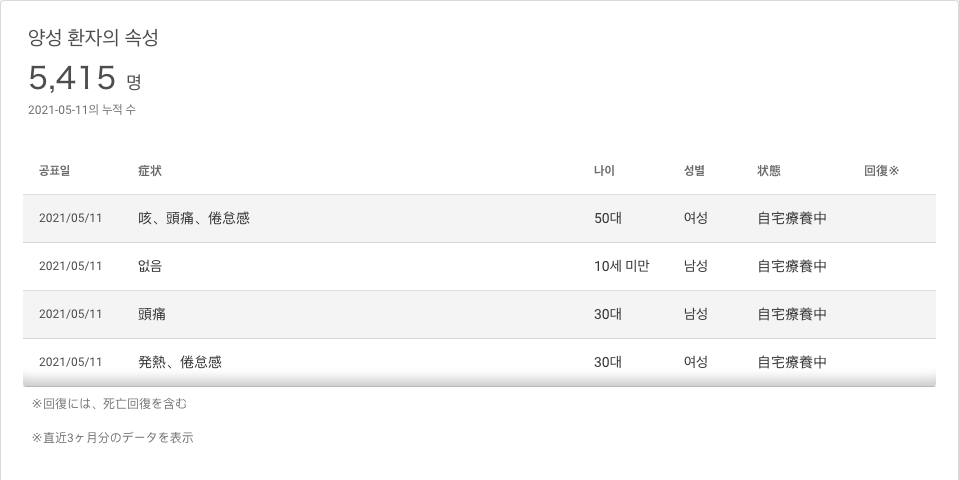 양성 환자의 속성
5,415 명
2021-05-11의 누적 수
공표일 症状 나이 성별 状態 回復※
2021/05/11 咳、頭痛、倦怠感 50대 여성 自宅療養中
2021/05/11 없음 10세 미만 남성 自宅療養中
2021/05/11 頭痛 30대 남성 自宅療養中
2021/05/11 発熱、倦怠感 30대 여성 自宅療養中
※回復には、死亡回復を含む
※直近3ヶ月分のデータを表示